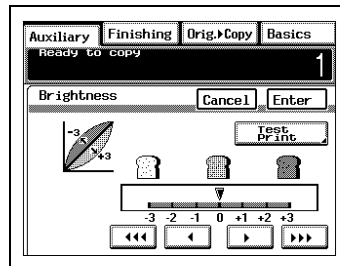 Auxiliary Finishing Orig.▸Copy Basics
Ready to copy
1
Brightness Cancel Enter
-3
+3
Test
Print
-3 -2 -1 0 +1 +2 +3